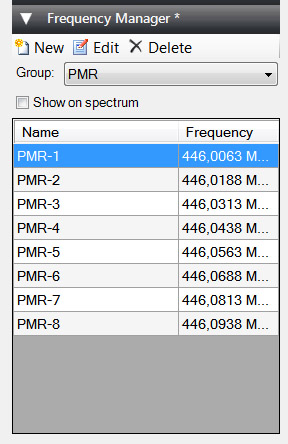 Frequency Manager *
New Edit Delete
Group: PMR
Show on spectrum
Name Frequency
PMR-1 446,0063 M...
PMR-2 446,0188 M...
PMR-3 446,0313 M...
PMR-4 446,0438 M...
PMR-5 446,0563 M...
PMR-6 446,0688 M...
PMR-7 446,0813 M...
PMR-8 446,0938 M...